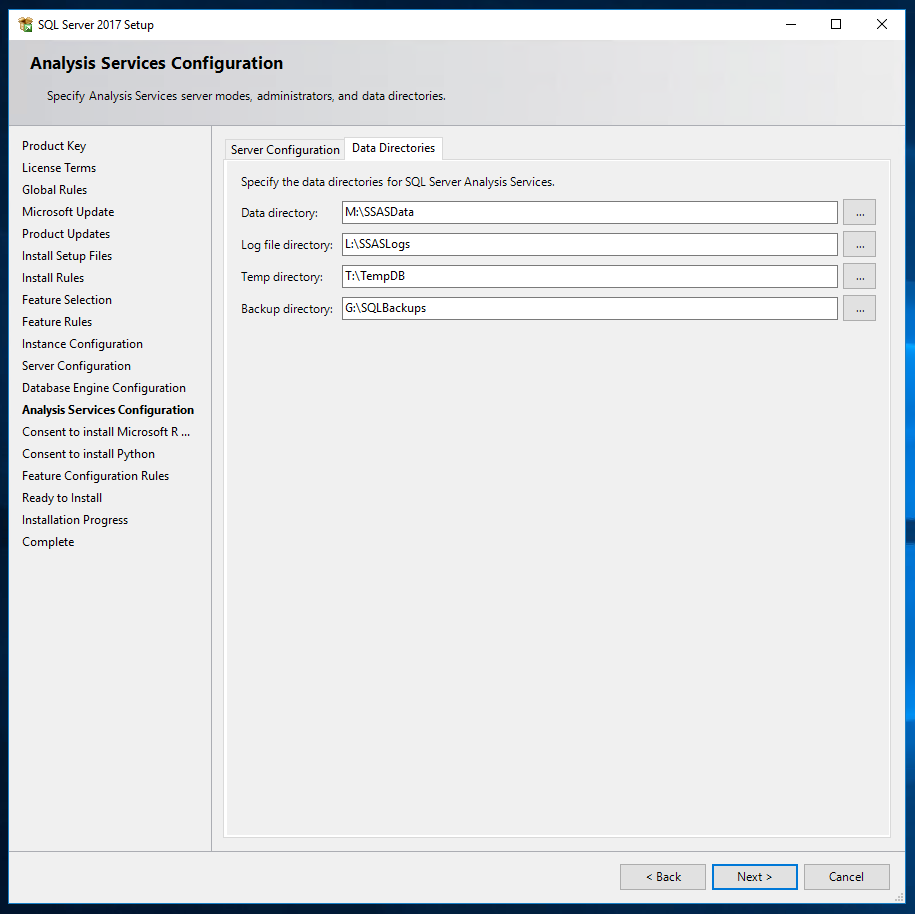 SQL Server 2017 Setup
Analysis Services Configuration
Specify Analysis Services server modes, administrators, and data directories.
Product Key
License Terms
Global Rules
Microsoft Update
Product Updates
Install Setup Files
Install Rules
Feature Selection
Feature Rules
Instance Configuration
Server Configuration
Database Engine Configuration
Analysis Services Configuration
Consent to install Microsoft R ...
Consent to install Python
Feature Configuration Rules
Ready to Install
Installation Progress
Complete
Server Configuration Data Directories
Specify the data directories for SQL Server Analysis Services.
Data directory: M:\SSASData ...
Log file directory: L:\SSASLogs ...
Temp directory: T:\TempDB ...
Backup directory: G:\SQLBackups ...
< Back Next > Cancel